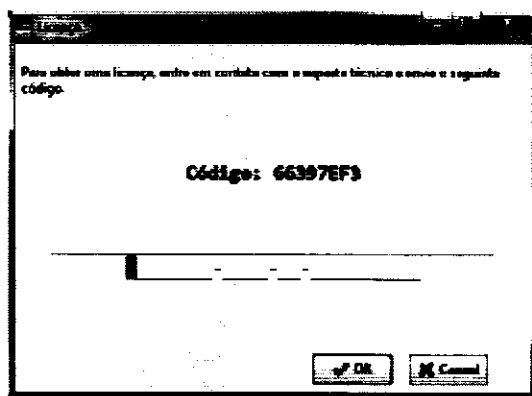 Para obter uma licença, entre em contato com o suporte técnico e envie o seguinte
código.
Código: 66397EF3
- - -
OK
Cancel